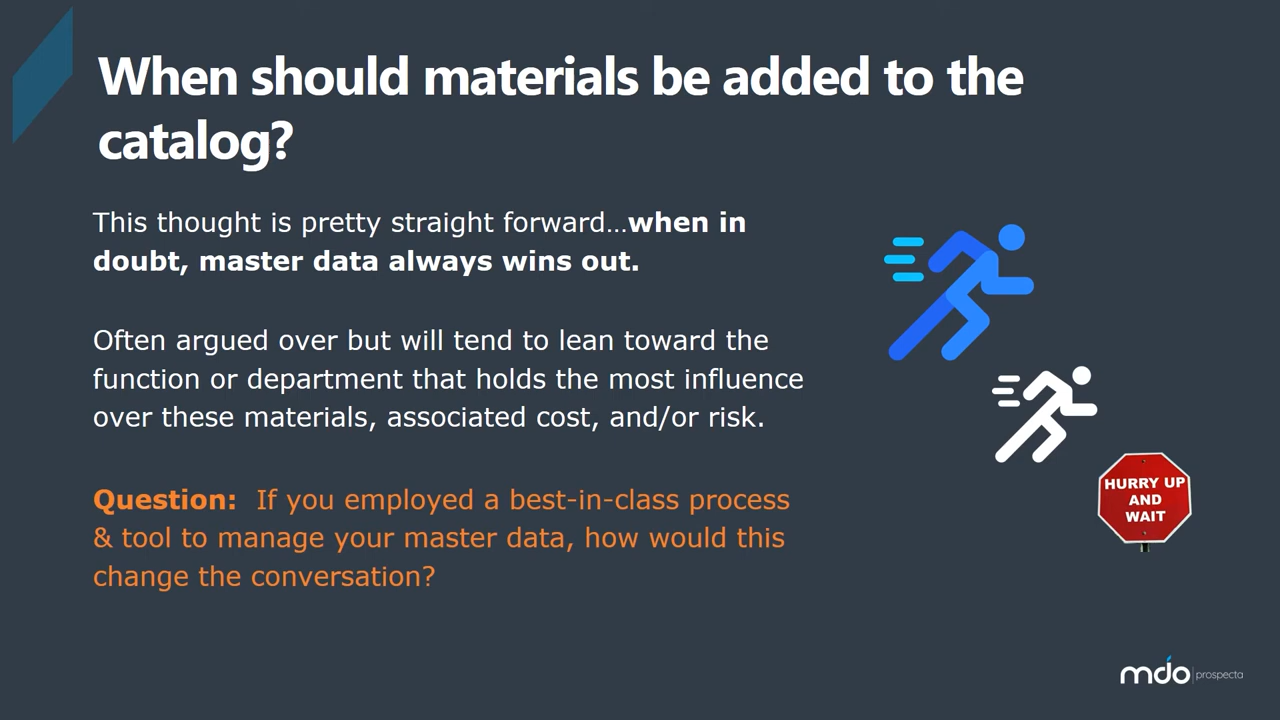 When should materials be added to the
catalog?
This thought is pretty straight forward…when in
doubt, master data always wins out.
Often argued over but will tend to lean toward the
function or department that holds the most influence
over these materials, associated cost, and/or risk.
Question:  If you employed a best-in-class process
& tool to manage your master data, how would this
change the conversation?
HURRY UP
AND
WAIT
mdo prospecta